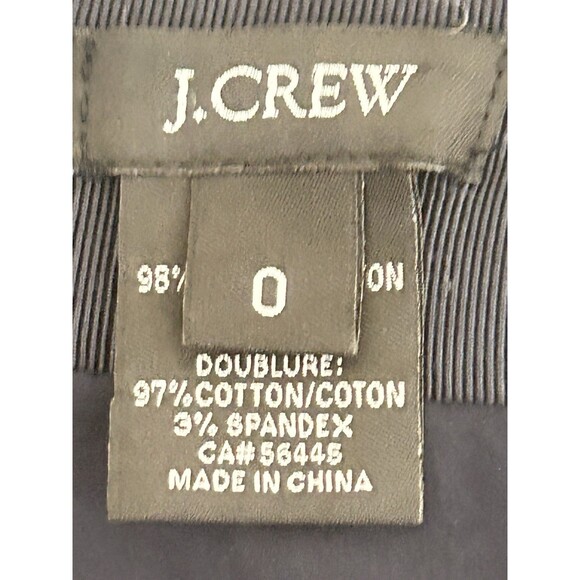 J.CREW
98%
0
ON
DOUBLURE:
97%COTTON/COTON
3% SPANDEX
CA#56445
MADE IN CHINA